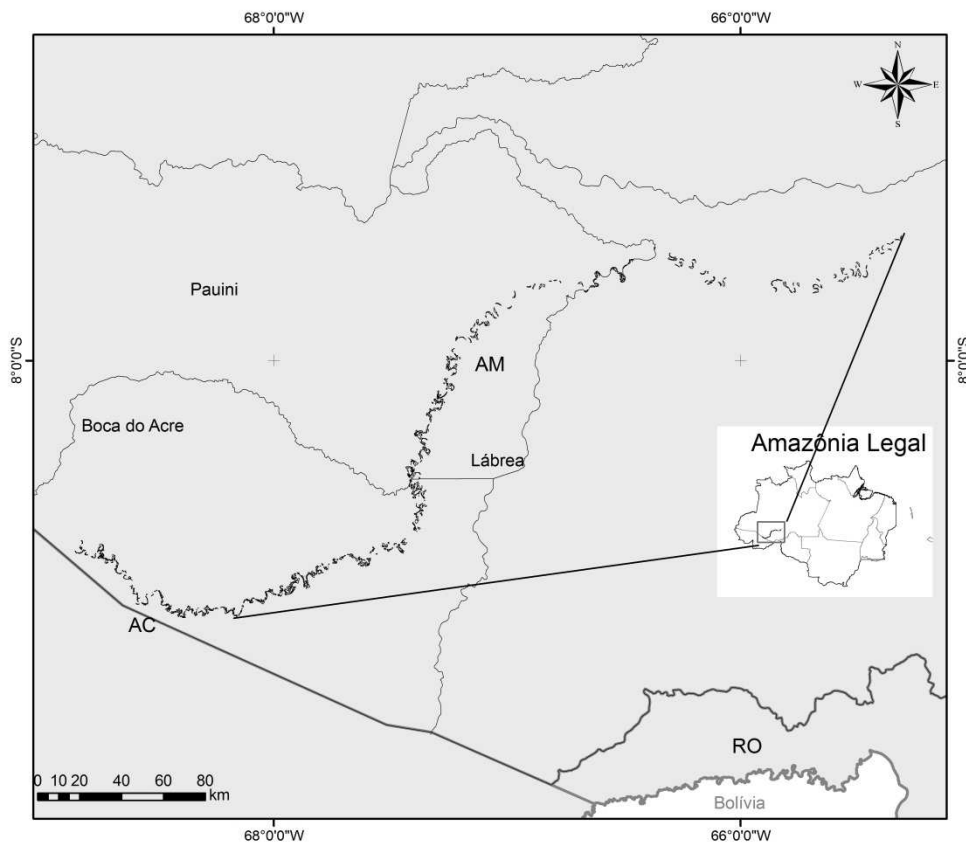 68°0'0"W
66°0'0"W
N
W
E
S
Pauini
8°0'0"S
8°0'0"S
AM
Boca do Acre
Lábrea
Amazônia Legal
AC
RO
Bolívia
0 10 20 40 60 80
km
68°0'0"W
66°0'0"W